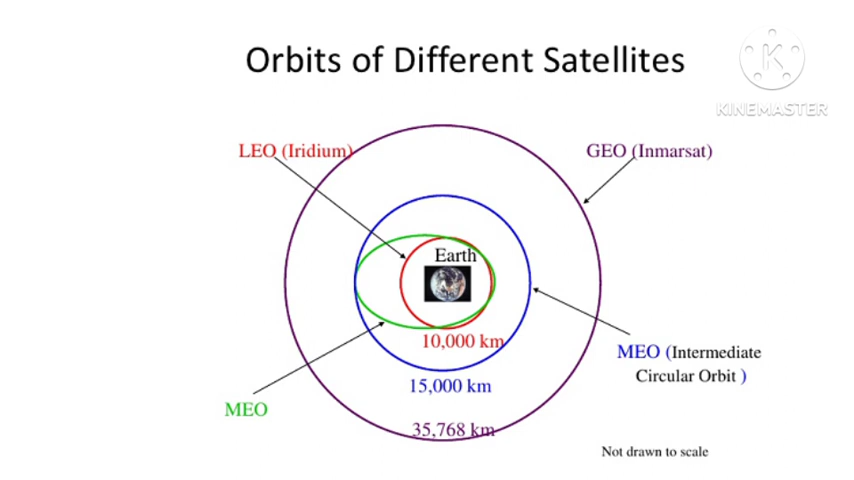 Orbits of Different Satellites
K
KINEMASTER
LEO (Iridium)
GEO (Inmarsat)
Earth
10,000 km
MEO (Intermediate
Circular Orbit )
15,000 km
MEO
35,768 km
Not drawn to scale